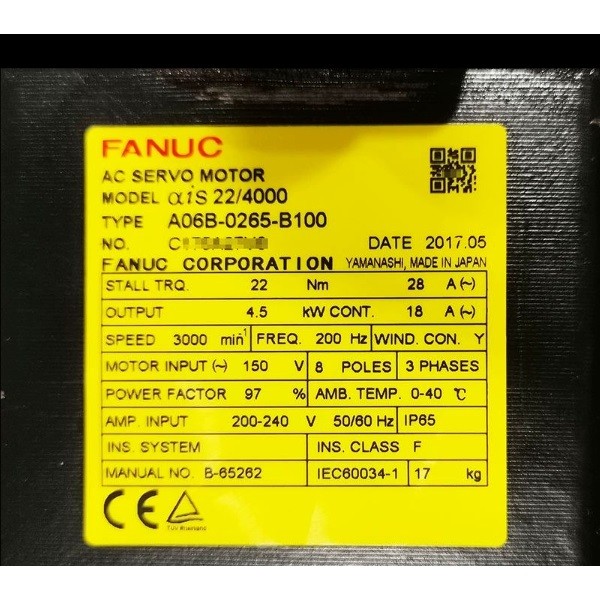 FANUC
AC SERVO MOTOR
MODEL αiS 22/4000
TYPE A06B-0265-B100
NO. DATE 2017.05
FANUC CORPORATION YAMANASHI, MADE IN JAPAN
STALL TRQ. 22 Nm 28 A(~)
OUTPUT 4.5 kW CONT. 18 A(~)
SPEED 3000 min⁻¹ FREQ. 200 Hz WIND. CON. Y
MOTOR INPUT (~) 150 V 8 POLES 3 PHASES
POWER FACTOR 97 % AMB. TEMP. 0-40 ℃
AMP. INPUT 200-240 V 50/60 Hz IP65
INS. SYSTEM INS. CLASS F
MANUAL NO. B-65262 IEC60034-1 17 kg
CE
TÜV Rheinland